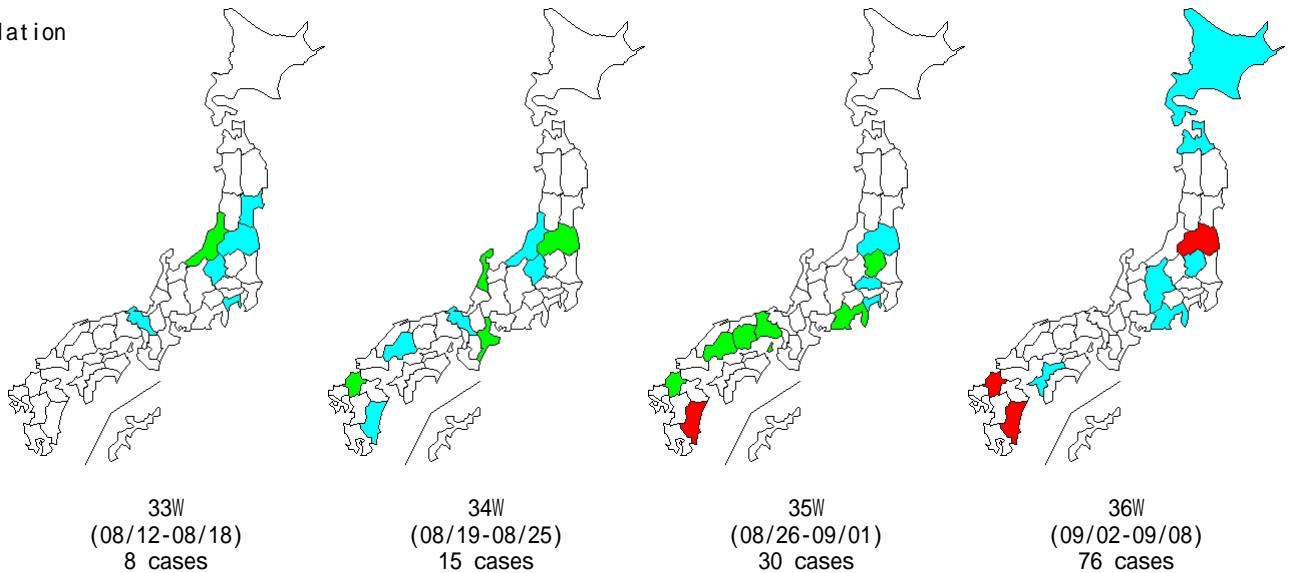 33W
(08/12-08/18)
8 cases
34W
(08/19-08/25)
15 cases
35W
(08/26-09/01)
30 cases
36W
(09/02-09/08)
76 cases